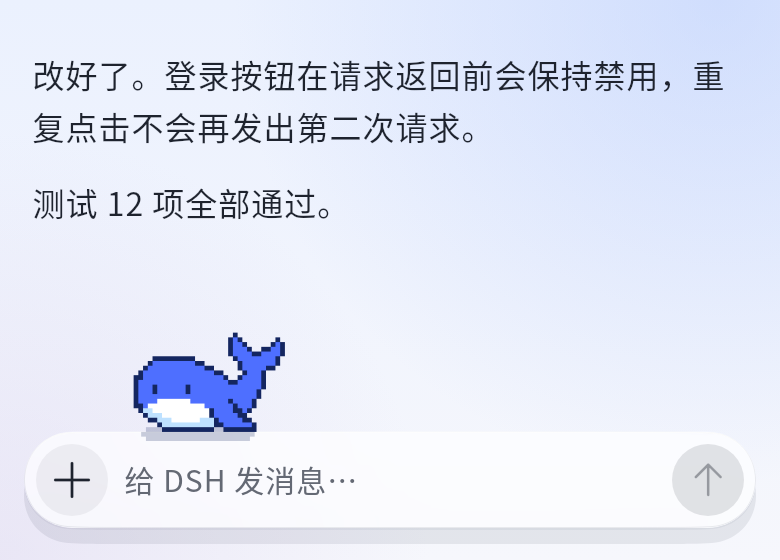 改好了。登录按钮在请求返回前会保持禁用，重
复点击不会再发出第二次请求。
测试 12 项全部通过。
给 DSH 发消息…